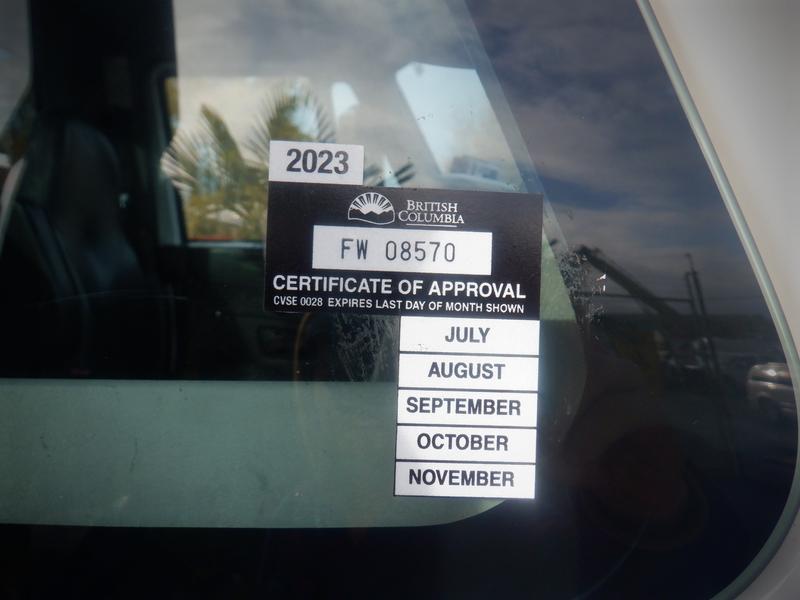 2023
BRITISH
COLUMBIA
FW 08570
CERTIFICATE OF APPROVAL
CVSE 0028 EXPIRES LAST DAY OF MONTH SHOWN
JULY
AUGUST
SEPTEMBER
OCTOBER
NOVEMBER